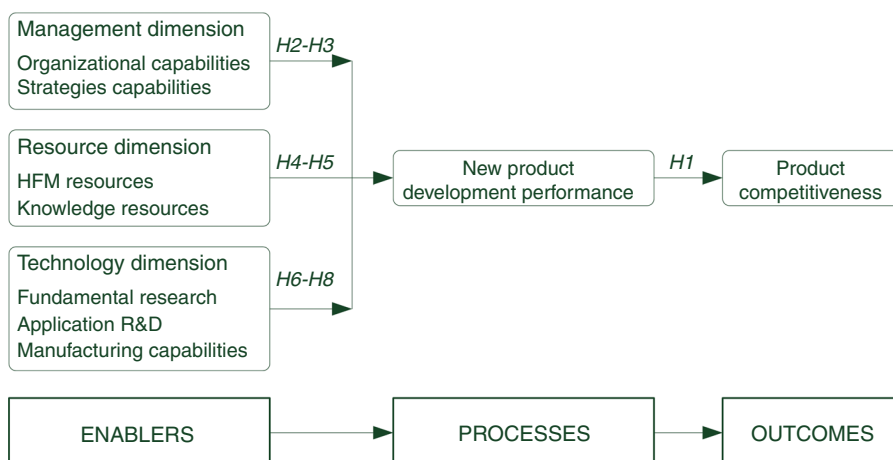 Management dimension
Organizational capabilities
Strategies capabilities
H2-H3
Resource dimension
HFM resources
Knowledge resources
H4-H5
Technology dimension
Fundamental research
Application R&D
Manufacturing capabilities
H6-H8
New product
development performance
H1
Product
competitiveness
ENABLERS
PROCESSES
OUTCOMES